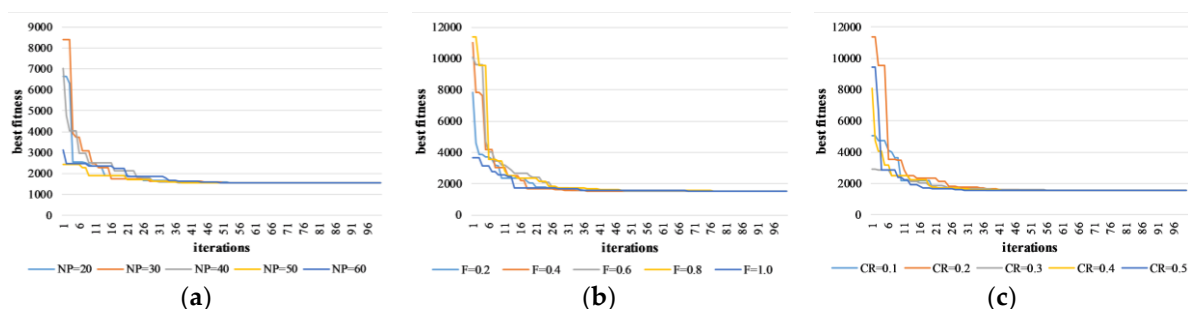 9000
8000
7000
6000
5000
4000
3000
2000
1000
0
best fitness
1 6 11 16 21 26 31 36 41 46 51 56 61 66 71 76 81 86 91 96
iterations
NP=20 NP=30 NP=40 NP=50 NP=60
(a)
12000
10000
8000
6000
4000
2000
0
best fitness
1 6 11 16 21 26 31 36 41 46 51 56 61 66 71 76 81 86 91 96
iterations
F=0.2 F=0.4 F=0.6 F=0.8 F=1.0
(b)
12000
10000
8000
6000
4000
2000
0
best fitness
1 6 11 16 21 26 31 36 41 46 51 56 61 66 71 76 81 86 91 96
iterations
CR=0.1 CR=0.2 CR=0.3 CR=0.4 CR=0.5
(c)